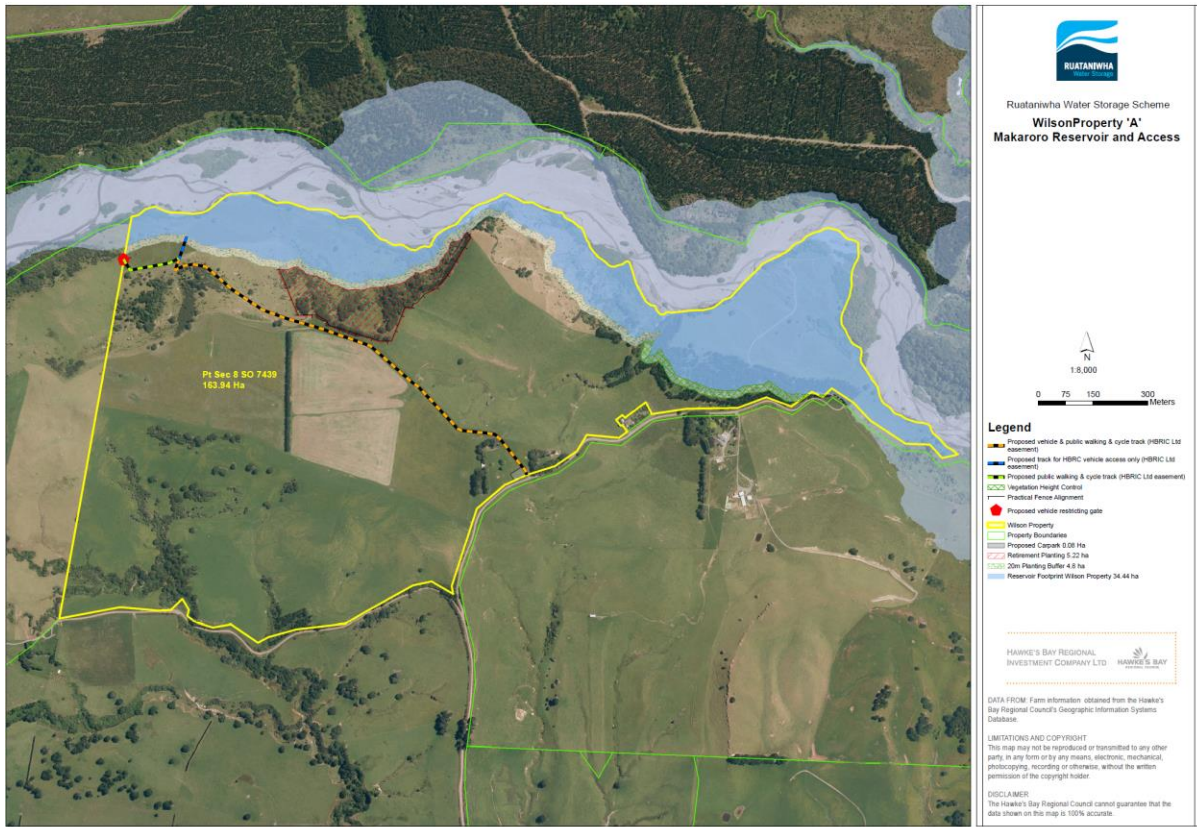 Pt Sec 8 SO 7439
163.94 Ha
RUATANIWHA
Water Storage
Ruataniwha Water Storage Scheme
WilsonProperty 'A'
Makaroro Reservoir and Access
N
1:8,000
0 75 150 300
Meters
Legend
Proposed vehicle & public walking & cycle track (HBRIC Ltd
easement)
Proposed track for HBRC vehicle access only (HBRIC Ltd
easement)
Proposed public walking & cycle track (HBRIC Ltd easement)
Vegetation Height Control
Practical Fence Alignment
Proposed vehicle restricting gate
Wilson Property
Property Boundaries
Proposed Carpark 0.08 Ha
Retirement Planting 5.22 ha
20m Planting Buffer 4.8 ha
Reservoir Footprint Wilson Property 34.44 ha
HAWKE'S BAY REGIONAL
INVESTMENT COMPANY LTD
HAWKE'S BAY
REGIONAL COUNCIL
DATA FROM: Farm information obtained from the Hawke's
Bay Regional Council's Geographic Information Systems
Database.
LIMITATIONS AND COPYRIGHT
This map may not be reproduced or transmitted to any other
party, in any form or by any means, electronic, mechanical,
photocopying, recording or otherwise, without the written
permission of the copyright holder.
DISCLAIMER
The Hawke's Bay Regional Council cannot guarantee that the
data shown on this map is 100% accurate.